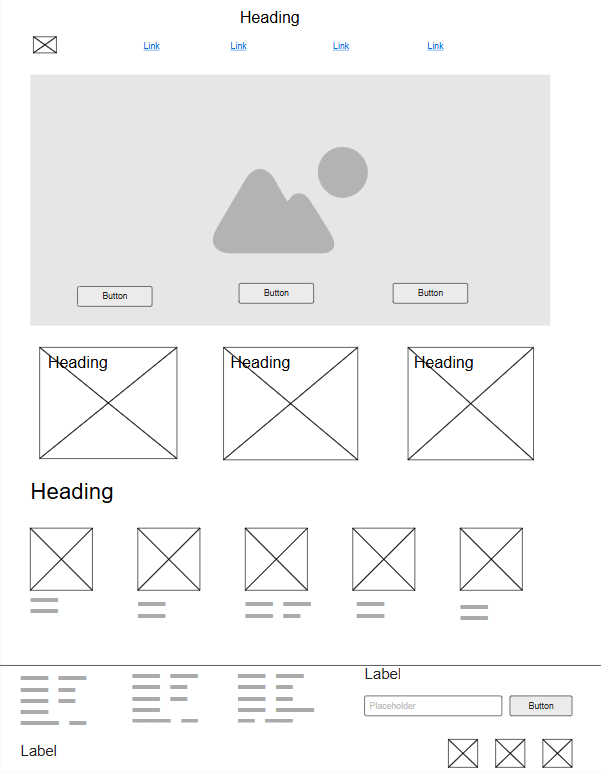 Heading
Link Link Link Link
Button Button Button
Heading Heading Heading
Heading
Label
Placeholder Button
Label